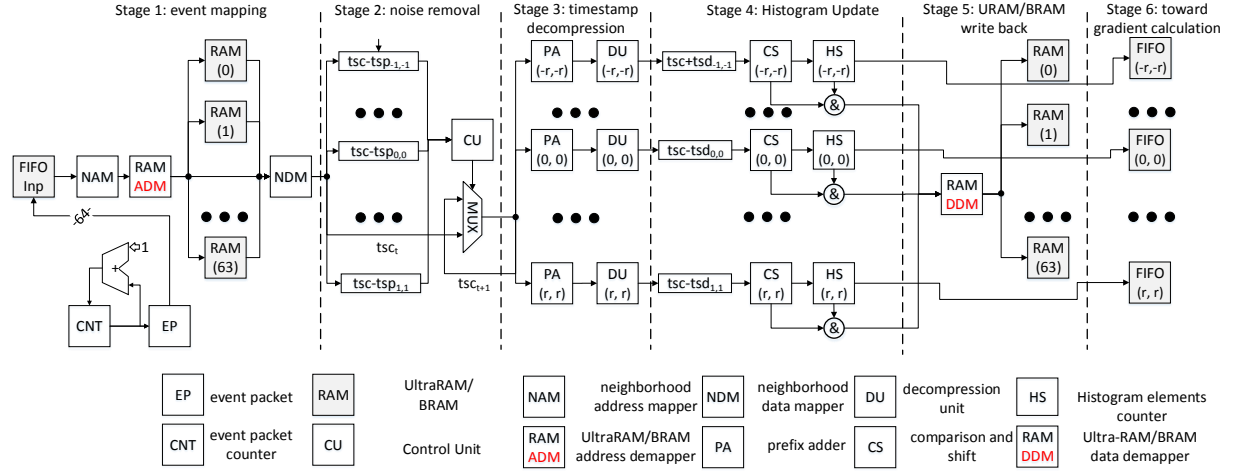 Stage 1: event mapping
Stage 2: noise removal
Stage 3: timestamp
decompression
Stage 4: Histogram Update
Stage 5: URAM/BRAM
write back
Stage 6: toward
gradient calculation
FIFO
Inp
NAM
RAM
ADM
RAM
(0)
RAM
(1)
RAM
(63)
NDM
-64-
1
+
CNT
EP
tsc-tsp-1,-1
tsc-tsp0,0
tsc-tsp1,1
CU
MUX
tsct
tsct+1
PA
(-r,-r)
DU
(-r,-r)
PA
(0, 0)
DU
(0, 0)
PA
(r, r)
DU
(r, r)
tsc+tsd-1,-1
CS
(-r,-r)
HS
(-r,-r)
&
tsc-tsd0,0
CS
(0, 0)
HS
(0, 0)
&
tsc-tsd1,1
CS
(r, r)
HS
(r, r)
&
RAM
DDM
RAM
(0)
RAM
(1)
RAM
(63)
FIFO
(-r,-r)
FIFO
(0, 0)
FIFO
(r, r)
EP
event packet
RAM
UltraRAM/
BRAM
NAM
neighborhood
address mapper
NDM
neighborhood
data mapper
DU
decompression
unit
HS
Histogram elements
counter
CNT
event packet
counter
CU
Control Unit
RAM
ADM
UltraRAM/BRAM
address demapper
PA
prefix adder
CS
comparison and
shift
RAM
DDM
Ultra-RAM/BRAM
data demapper